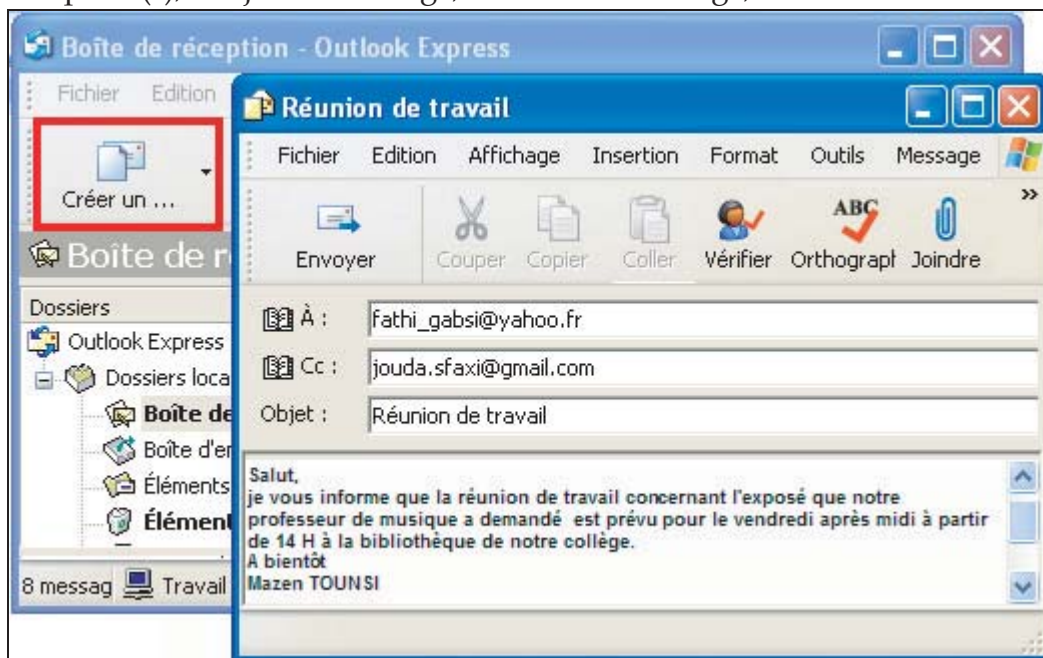 Boîte de réception - Outlook Express
Fichier Edition
Créer un ...
Boîte de r
Dossiers
Outlook Express
Dossiers loca
Boîte de
Boîte d'er
Éléments
Élément
8 messag Travail
Réunion de travail
Fichier Edition Affichage Insertion Format Outils Message
Envoyer Couper Copier Coller Vérifier Orthograph Joindre
À : fathi_gabsi@yahoo.fr
Cc : jouda.sfaxi@gmail.com
Objet : Réunion de travail
Salut,
je vous informe que la réunion de travail concernant l'exposé que notre
professeur de musique a demandé est prévu pour le vendredi après midi à partir
de 14 H à la bibliothèque de notre collège.
A bientôt
Mazen TOUNSI